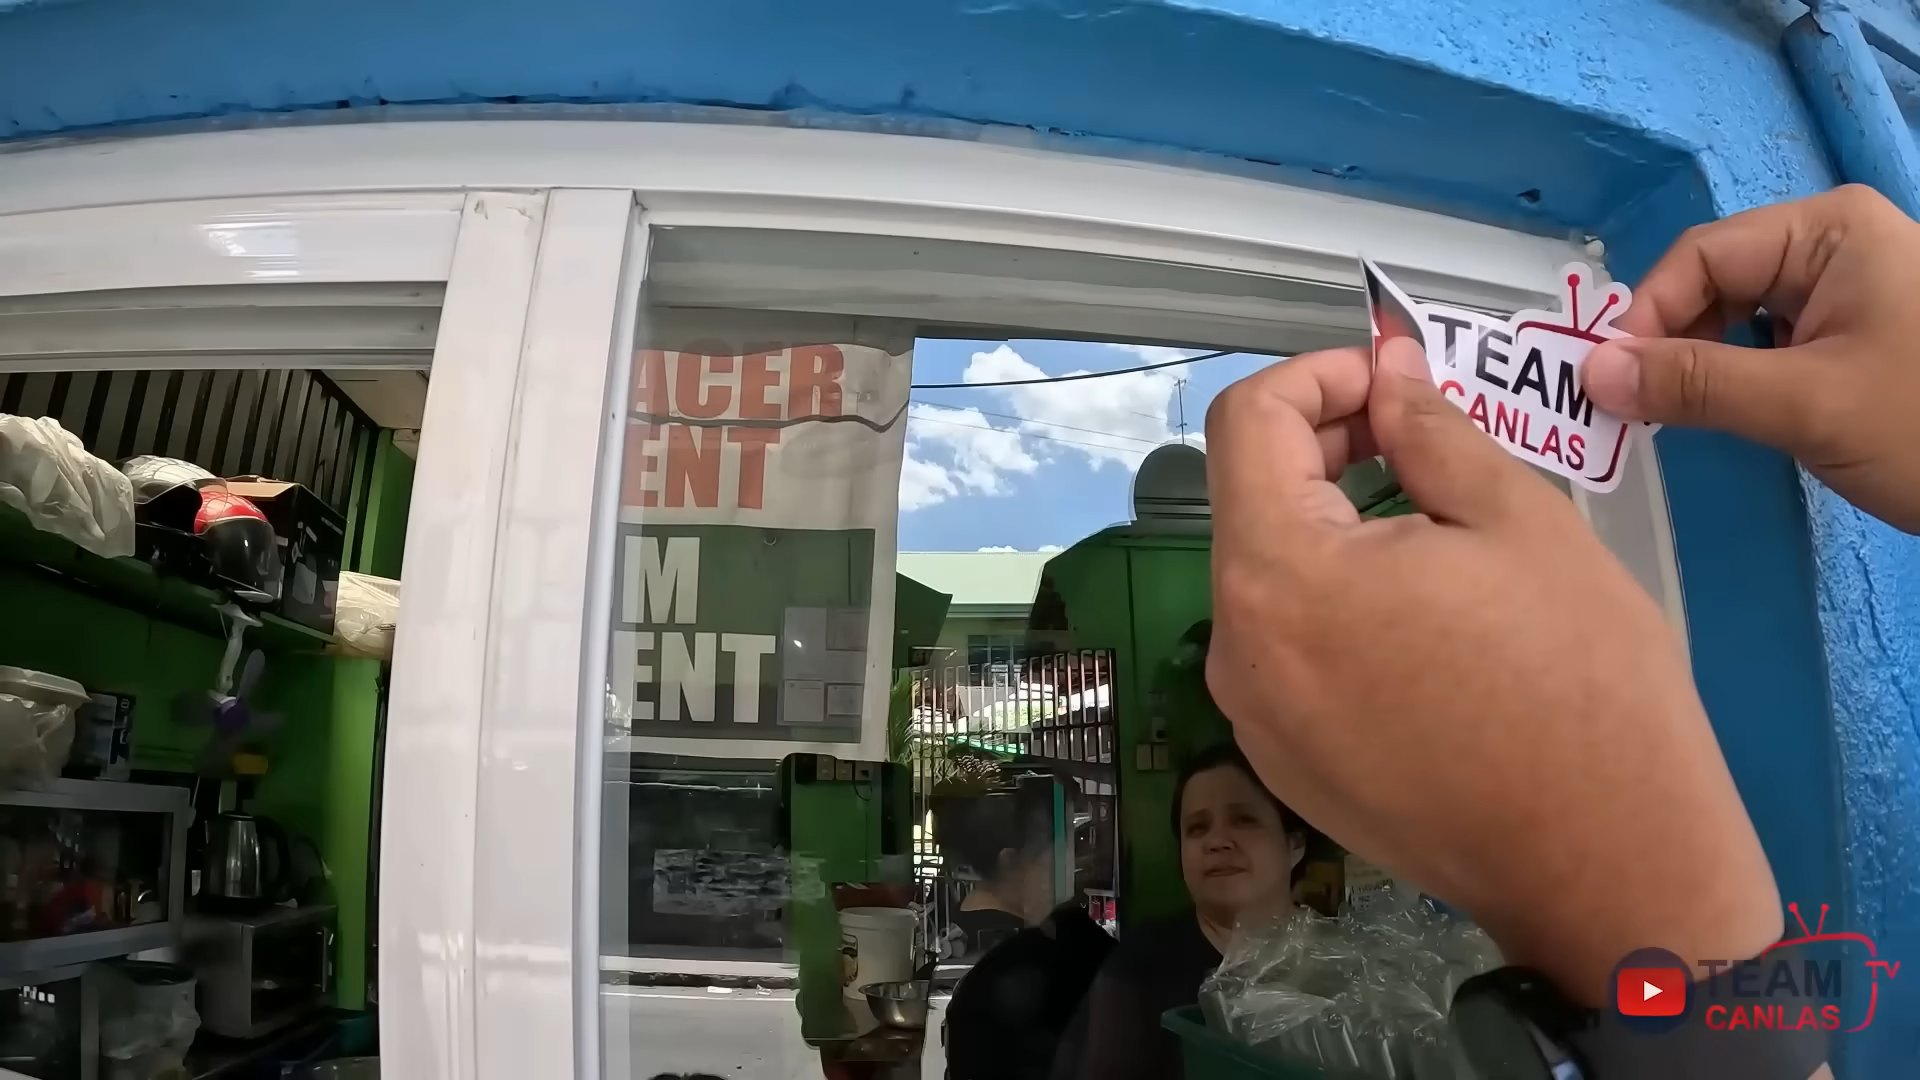 ACER
ENT
M
ENT
TEAM
CANLAS
TEAM
CANLAS
TV